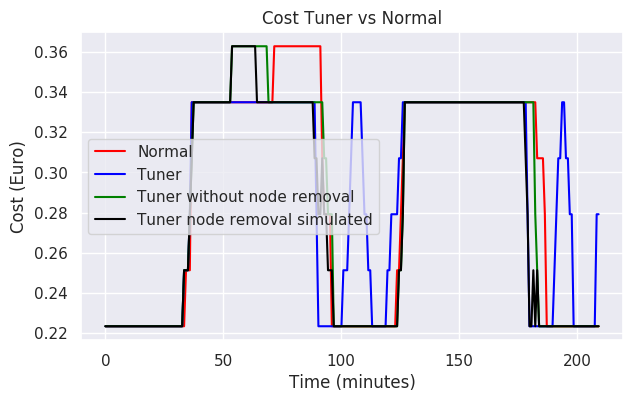 Cost Tuner vs Normal
Cost (Euro)
0.36
0.34
0.32
0.30
0.28
0.26
0.24
0.22
Normal
Tuner
Tuner without node removal
Tuner node removal simulated
0 50 100 150 200
Time (minutes)